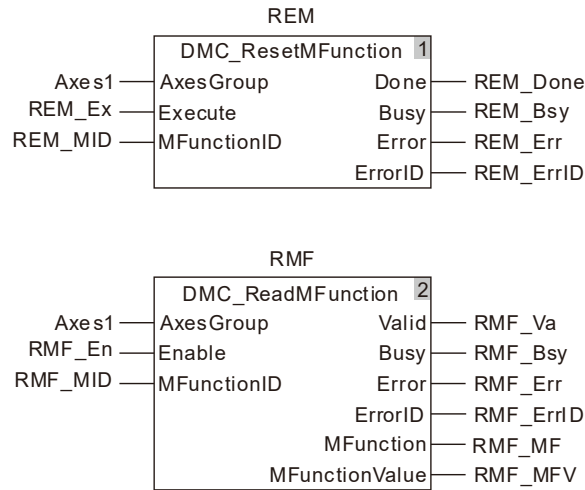 REM
DMC_ResetMFunction 1
Axes1 AxesGroup Done REM_Done
REM_Ex Execute Busy REM_Bsy
REM_MID MFunctionID Error REM_Err
ErrorID REM_ErrID
RMF
DMC_ReadMFunction 2
Axes1 AxesGroup Valid RMF_Va
RMF_En Enable Busy RMF_Bsy
RMF_MID MFunctionID Error RMF_Err
ErrorID RMF_ErrID
MFunction RMF_MF
MFunctionValue RMF_MFV